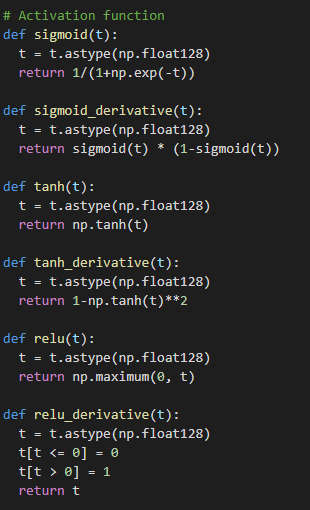 # Activation function
def sigmoid(t):
  t = t.astype(np.float128)
  return 1/(1+np.exp(-t))

def sigmoid_derivative(t):
  t = t.astype(np.float128)
  return sigmoid(t) * (1-sigmoid(t))

def tanh(t):
  t = t.astype(np.float128)
  return np.tanh(t)

def tanh_derivative(t):
  t = t.astype(np.float128)
  return 1-np.tanh(t)**2

def relu(t):
  t = t.astype(np.float128)
  return np.maximum(0, t)

def relu_derivative(t):
  t = t.astype(np.float128)
  t[t <= 0] = 0
  t[t > 0] = 1
  return t